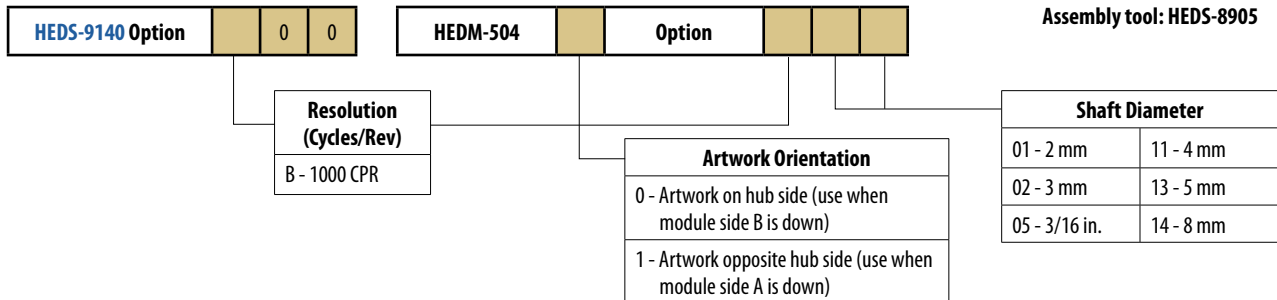 HEDS-9140 Option 0 0
HEDM-504 Option
Assembly tool: HEDS-8905
Resolution
(Cycles/Rev)
B - 1000 CPR
Artwork Orientation
0 - Artwork on hub side (use when
module side B is down)
1 - Artwork opposite hub side (use when
module side A is down)
Shaft Diameter
01 - 2 mm 11 - 4 mm
02 - 3 mm 13 - 5 mm
05 - 3/16 in. 14 - 8 mm